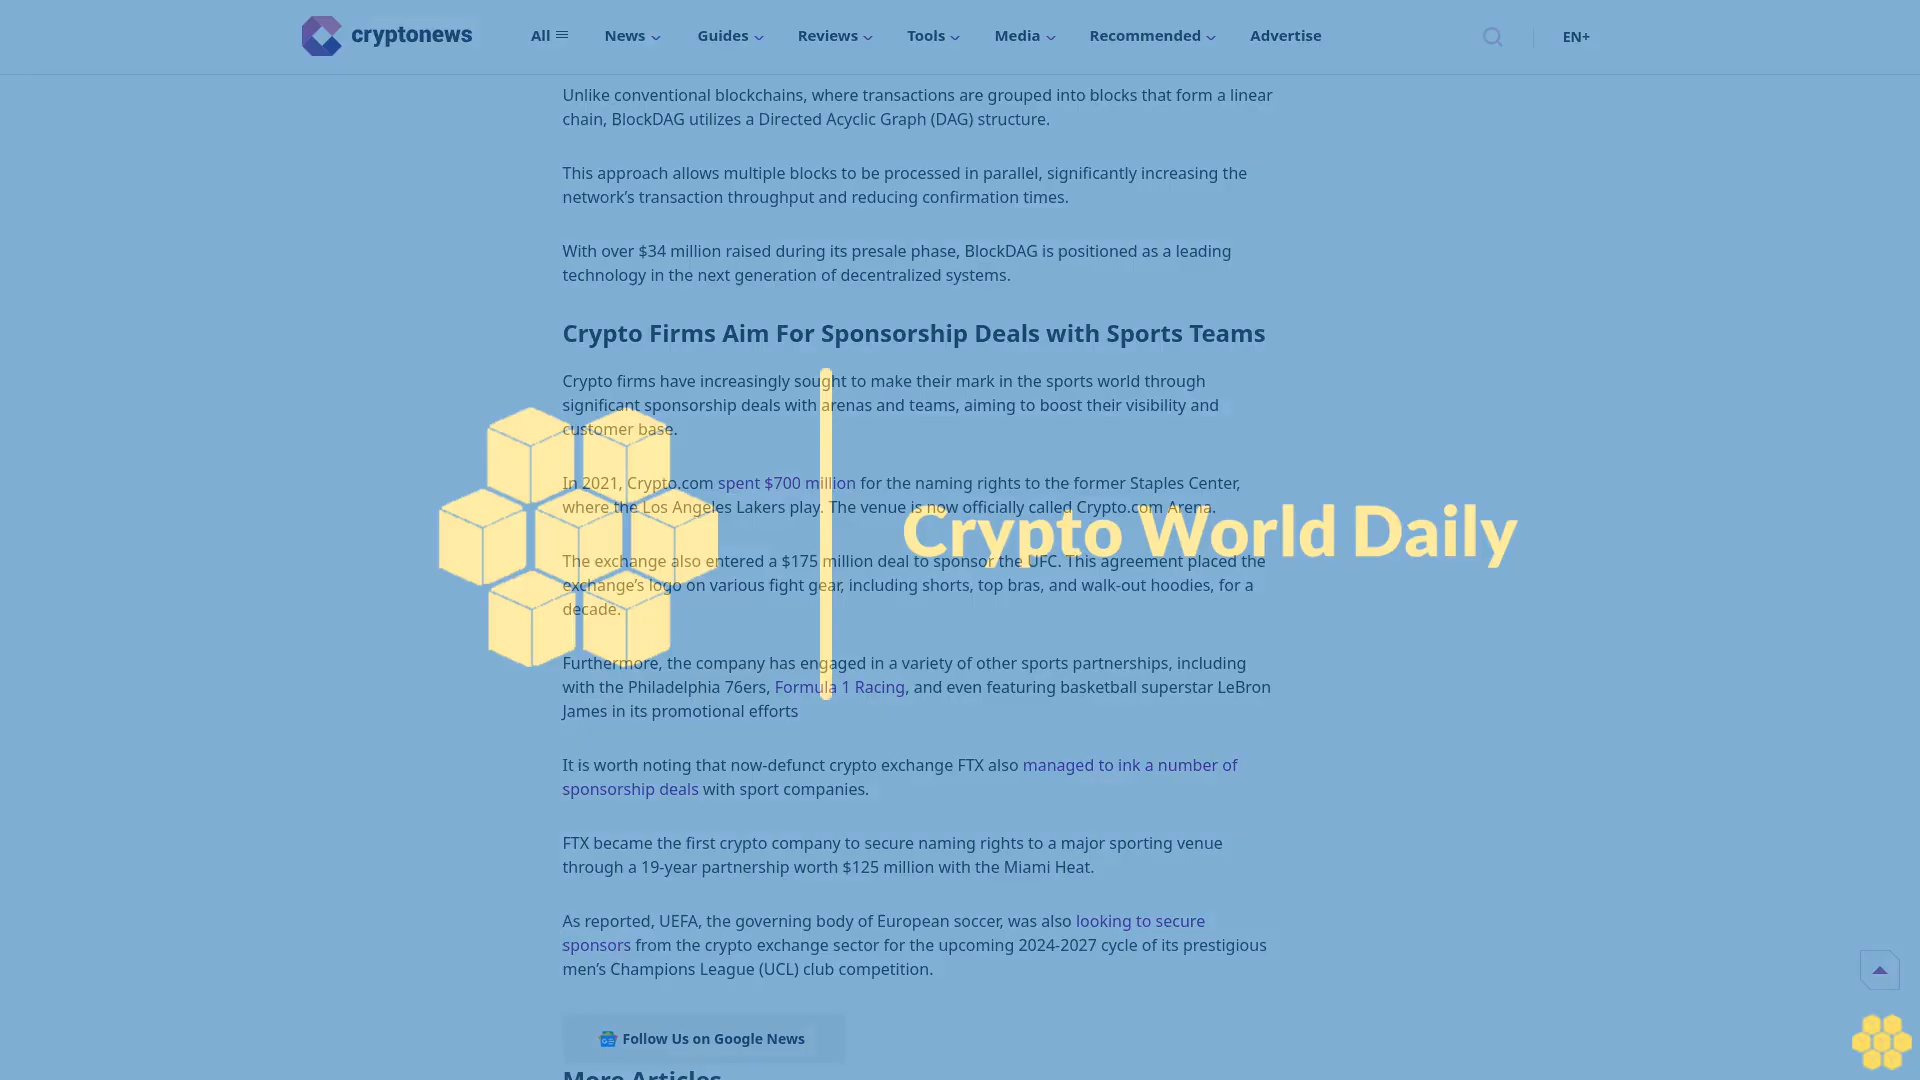 cryptonews
All
News
Guides
Reviews
Tools
Media
Recommended
Advertise
EN+
Unlike conventional blockchains, where transactions are grouped into blocks that form a linear
chain, BlockDAG utilizes a Directed Acyclic Graph (DAG) structure.
This approach allows multiple blocks to be processed in parallel, significantly increasing the
network’s transaction throughput and reducing confirmation times.
With over $34 million raised during its presale phase, BlockDAG is positioned as a leading
technology in the next generation of decentralized systems.
Crypto Firms Aim For Sponsorship Deals with Sports Teams
Crypto firms have increasingly sought to make their mark in the sports world through
significant sponsorship deals with arenas and teams, aiming to boost their visibility and
customer base.
In 2021, Crypto.com spent $700 million for the naming rights to the former Staples Center,
where the Los Angeles Lakers play. The venue is now officially called Crypto.com Arena.
Crypto World Daily
The exchange also entered a $175 million deal to sponsor the UFC. This agreement placed the
exchange’s logo on various fight gear, including shorts, top bras, and walk-out hoodies, for a
decade.
Furthermore, the company has engaged in a variety of other sports partnerships, including
with the Philadelphia 76ers, Formula 1 Racing, and even featuring basketball superstar LeBron
James in its promotional efforts
It is worth noting that now-defunct crypto exchange FTX also managed to ink a number of
sponsorship deals with sport companies.
FTX became the first crypto company to secure naming rights to a major sporting venue
through a 19-year partnership worth $125 million with the Miami Heat.
As reported, UEFA, the governing body of European soccer, was also looking to secure
sponsors from the crypto exchange sector for the upcoming 2024-2027 cycle of its prestigious
men’s Champions League (UCL) club competition.
Follow Us on Google News
More Articles